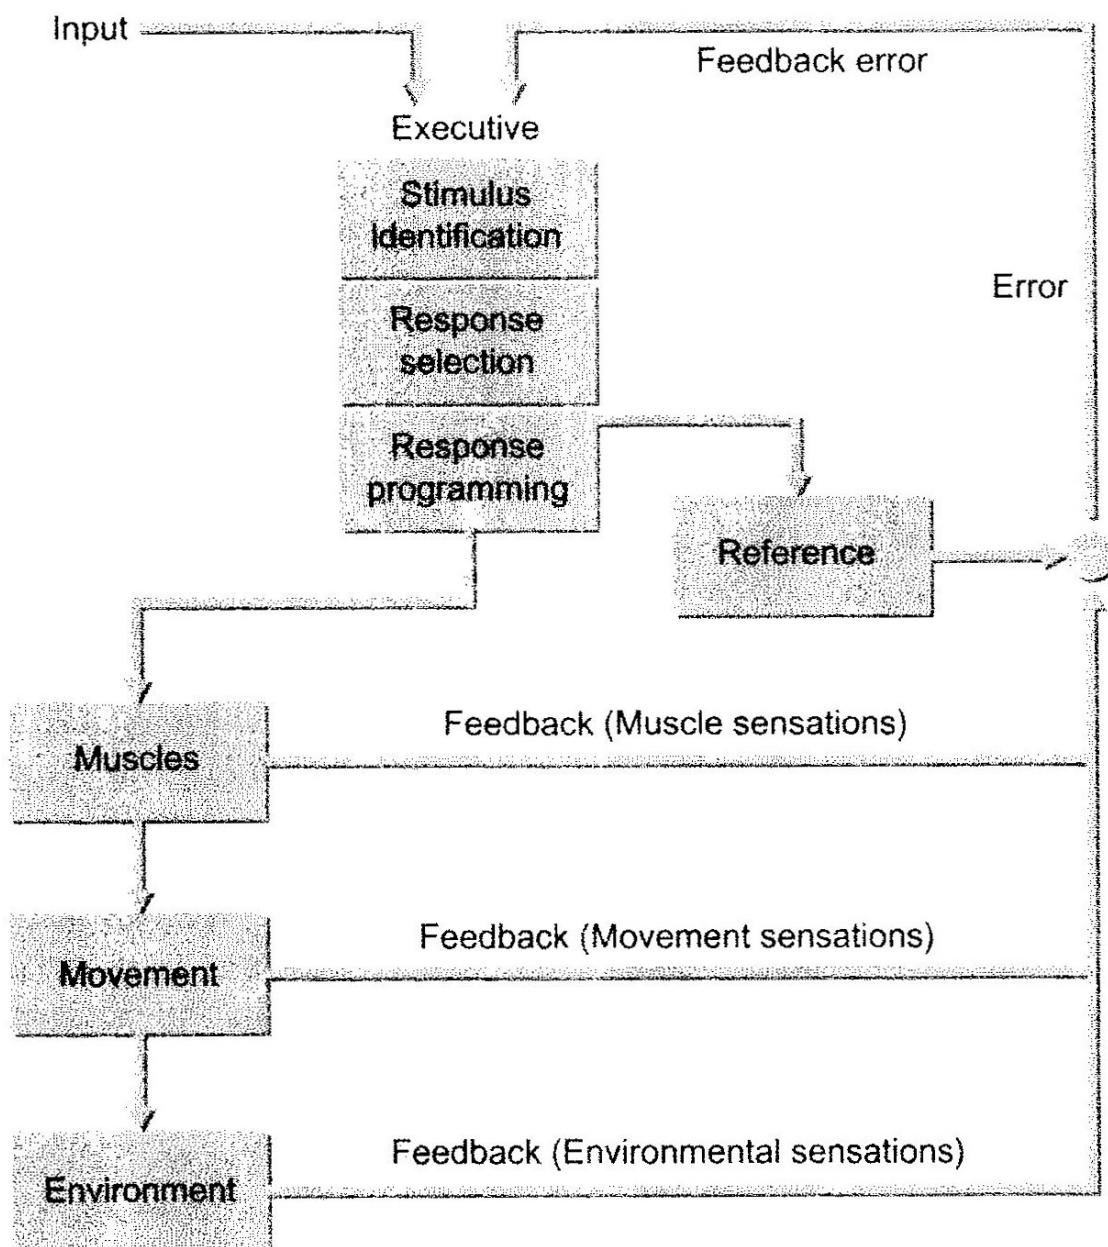 Input
Feedback error
Executive
Stimulus
identification
Error
Response
selection
Response
programming
Reference
Feedback (Muscle sensations)
Muscles
Feedback (Movement sensations)
Movement
Feedback (Environmental sensations)
Environment